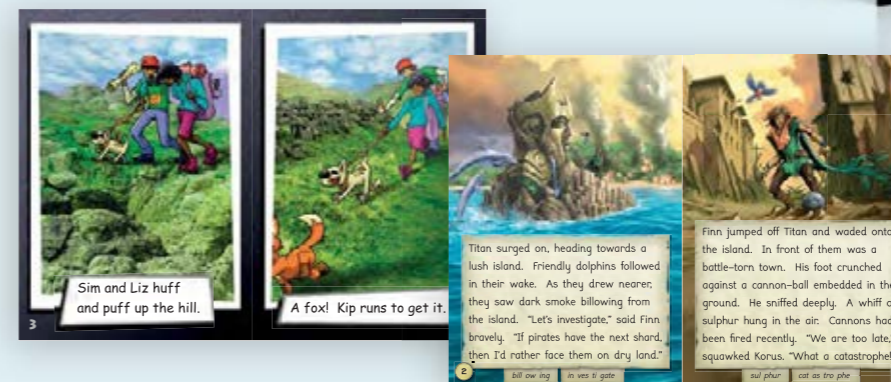 Sim and Liz huff
and puff up the hill.
3
A fox! Kip runs to get it.
Titan surged on, heading towards a
lush island. Friendly dolphins followed
in their wake. As they drew nearer,
they saw dark smoke billowing from
the island. "Let's investigate," said Finn
bravely. "If pirates have the next shard,
then I'd rather face them on dry land."
2
bill ow ing
in ves ti gate
Finn jumped off Titan and waded onto
the island. In front of them was a
battle-torn town. His foot crunched
against a cannon-ball embedded in the
ground. He sniffed deeply. A whiff o
sulphur hung in the air. Cannons had
been fired recently. "We are too late,
squawked Korus. "What a catastrophe!
sul phur
cat as tro phe